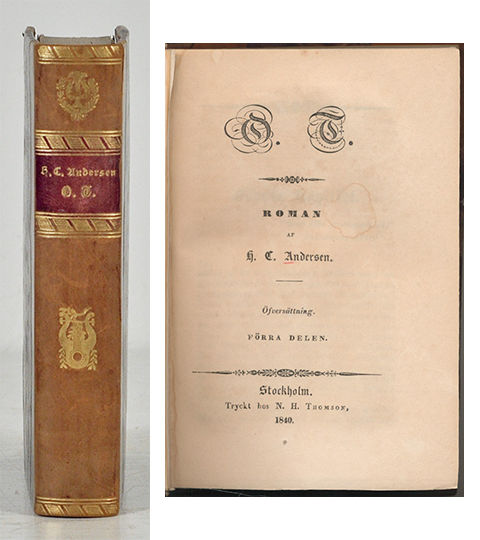 H. C. Andersen
O. T.
O. T.
ROMAN
AF
H. C. Andersen.
Öfversättning.
FÖRRA DELEN.
Stockholm.
Tryckt hos N. H. THOMSON,
1840.